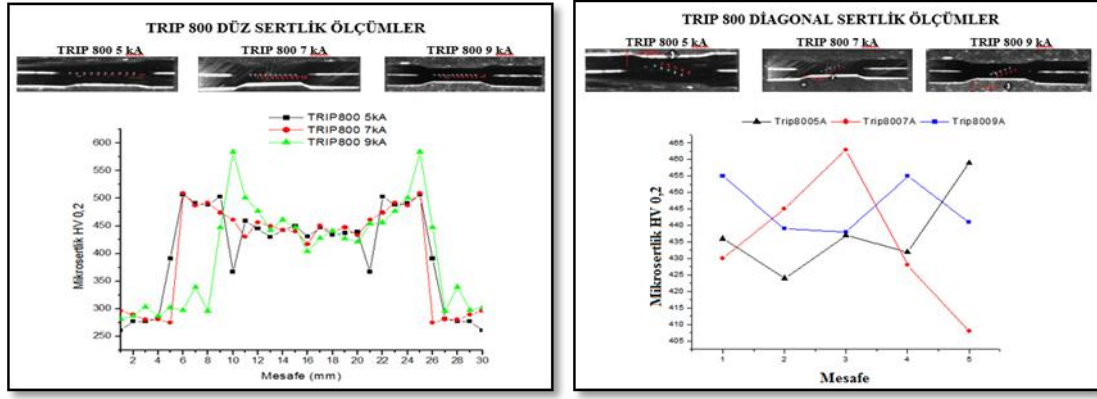 TRIP 800 DÜZ SERTLİK ÖLÇÜMLER
TRIP 800 5 kA
TRIP 800 7 kA
TRIP 800 9 kA
TRIP800 5kA
TRIP800 7kA
TRIP800 9kA
Mikrosertlik HV 0,2
600
550
500
450
400
350
300
250
2 4 6 8 10 12 14 16 18 20 22 24 26 28 30
Mesafe (mm)
TRIP 800 DİAGONAL SERTLİK ÖLÇÜMLER
TRIP 800 5 kA
TRIP 800 7 kA
TRIP 800 9 kA
Trip8005A Trip8007A Trip8009A
Mikrosertlik HV 0,2
465
460
455
450
445
440
435
430
425
420
415
410
405
1 2 3 4 5
Mesafe